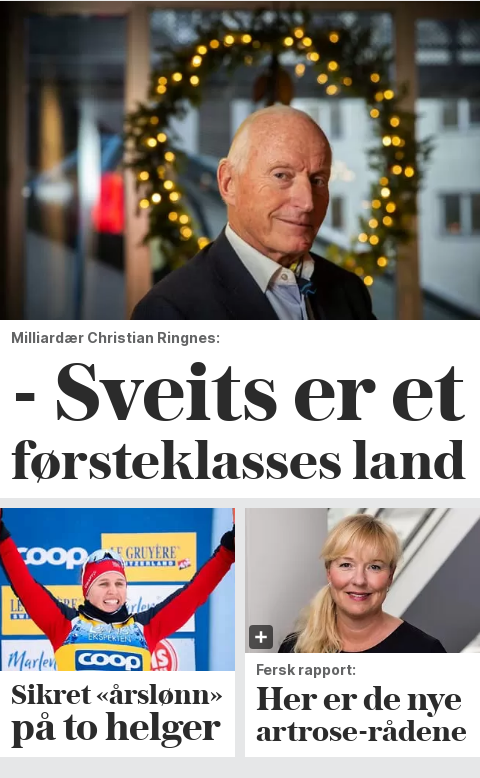 Milliardær Christian Ringnes:
- Sveits er et
førsteklasses land
coop
LE GRUYÈRE
SWITZERLAND
EKSPERTEN
coop
Sikret «årslønn»
på to helger
Fersk rapport:
Her er de nye
artrose-rådene